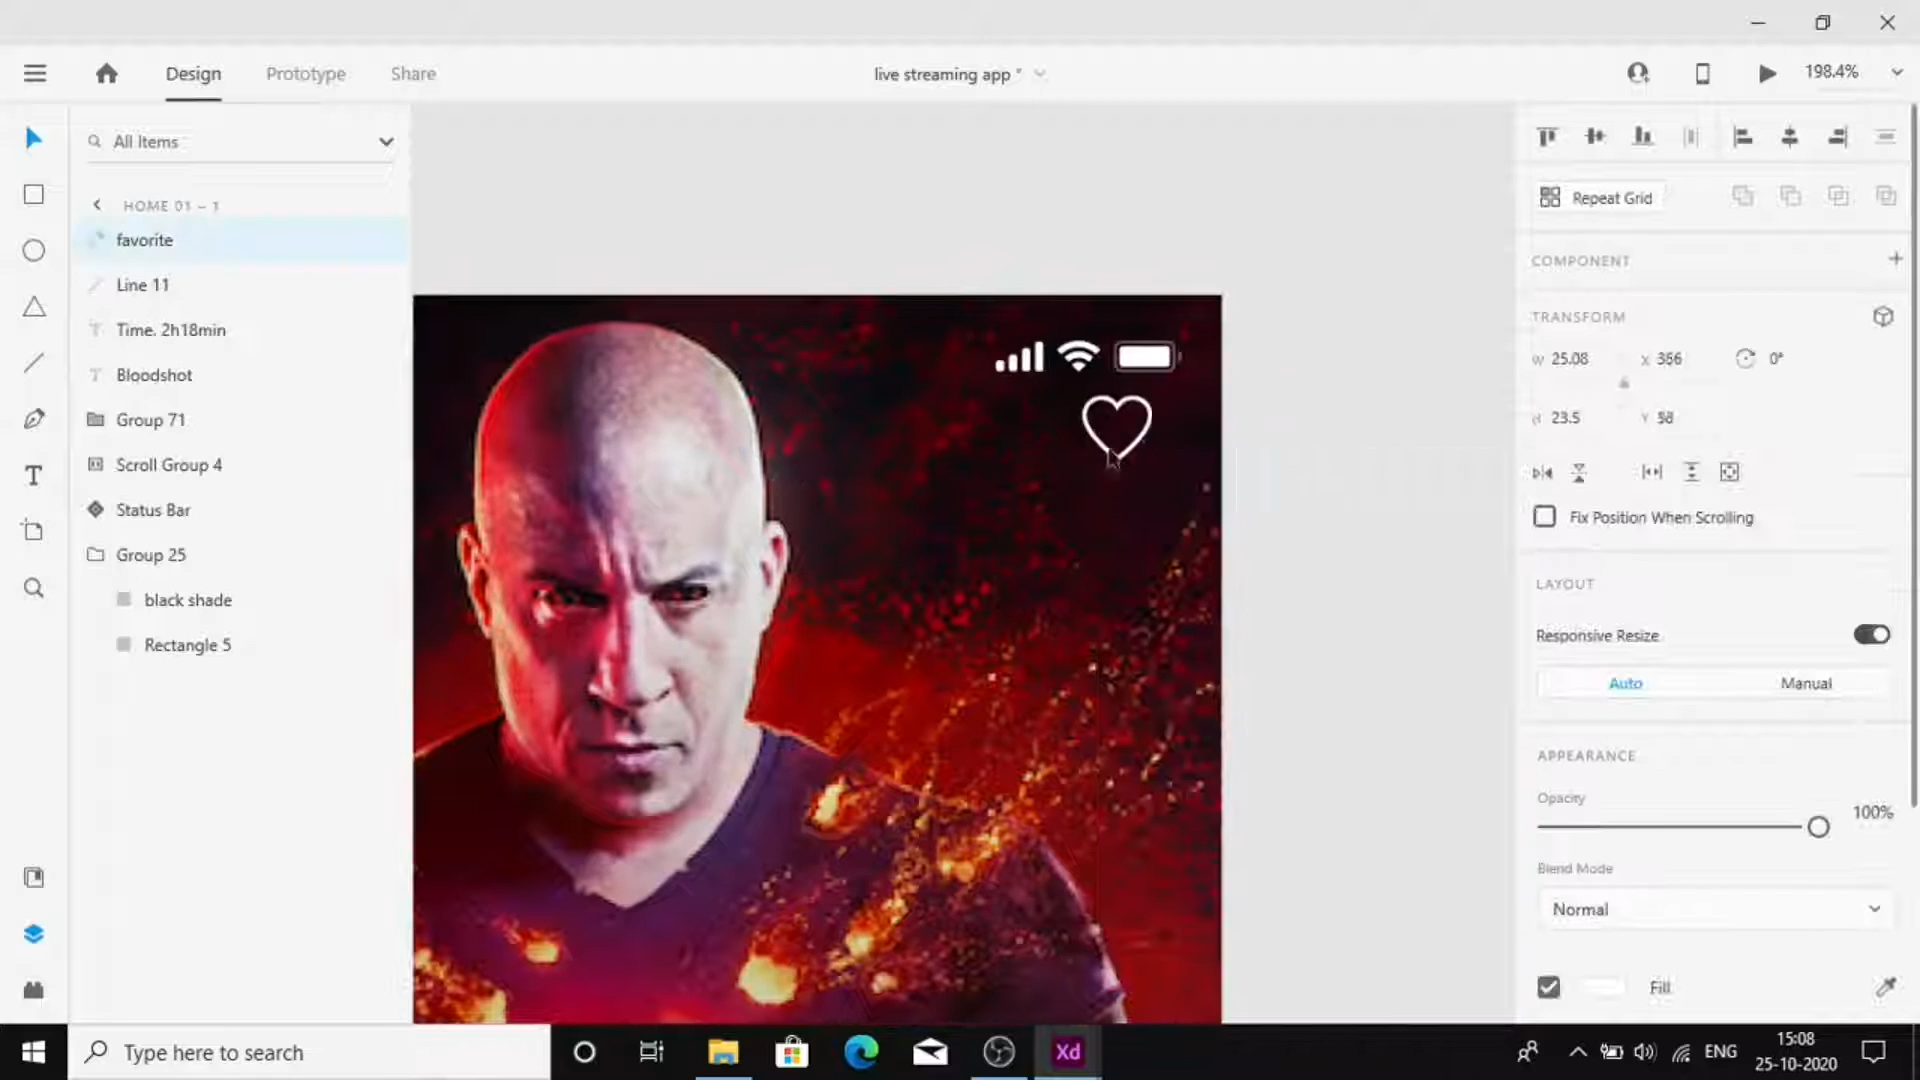 Design
Prototype
Share
live streaming app *
198.4%
All Items
HOME 01 – 1
favorite
Line 11
Time. 2h18min
Bloodshot
Group 71
Scroll Group 4
Status Bar
Group 25
black shade
Rectangle 5
Repeat Grid
COMPONENT
TRANSFORM
W 25.08 X 356 0°
H 23.5 Y 58
Fix Position When Scrolling
LAYOUT
Responsive Resize
Auto Manual
APPEARANCE
Opacity
100%
Blend Mode
Normal
Fill
Type here to search
Xd
ENG
15:08
25-10-2020